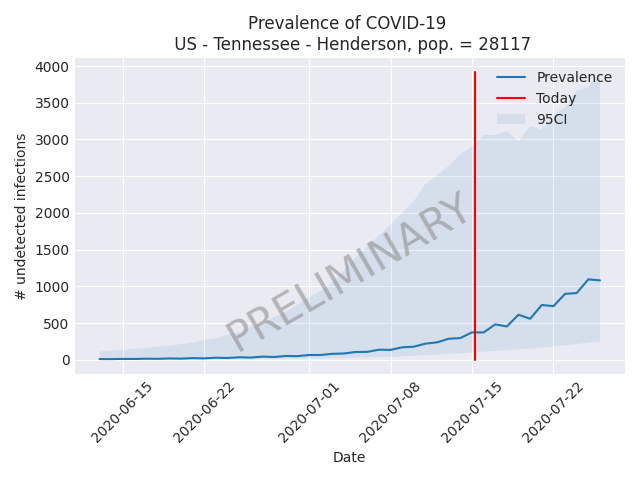 Prevalence of COVID-19
US - Tennessee - Henderson, pop. = 28117
4000
3500
3000
2500
2000
1500
1000
500
0
# undetected infections
Prevalence
Today
95CI
PRELIMINARY
2020-06-15
2020-06-22
2020-07-01
2020-07-08
2020-07-15
2020-07-22
Date